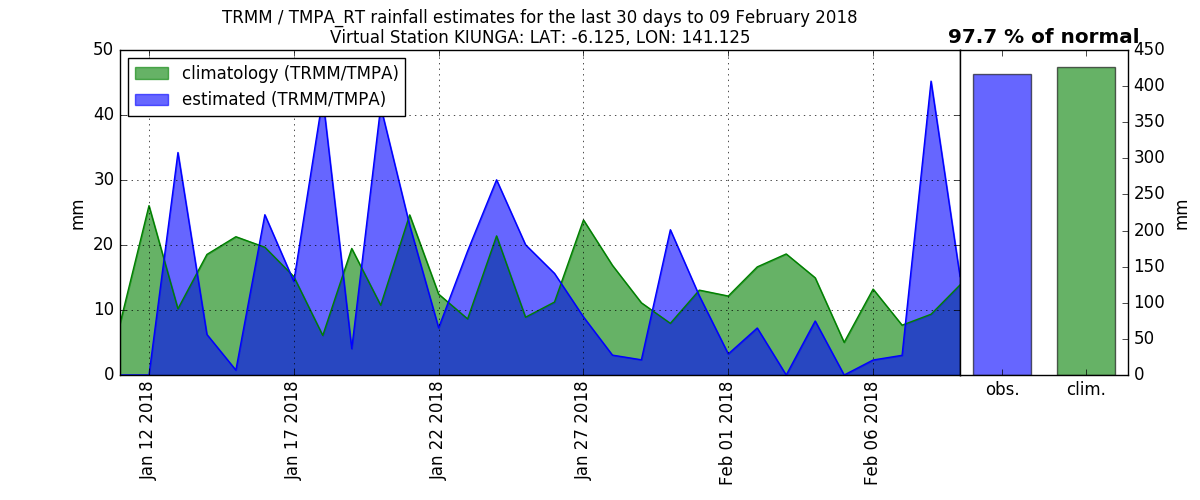 TRMM / TMPA_RT rainfall estimates for the last 30 days to 09 February 2018
Virtual Station KIUNGA: LAT: -6.125, LON: 141.125
97.7 % of normal
climatology (TRMM/TMPA)
estimated (TRMM/TMPA)
50
40
30
20
10
0
mm
Jan 12 2018
Jan 17 2018
Jan 22 2018
Jan 27 2018
Feb 01 2018
Feb 06 2018
450
400
350
300
250
200
150
100
50
0
mm
obs.
clim.